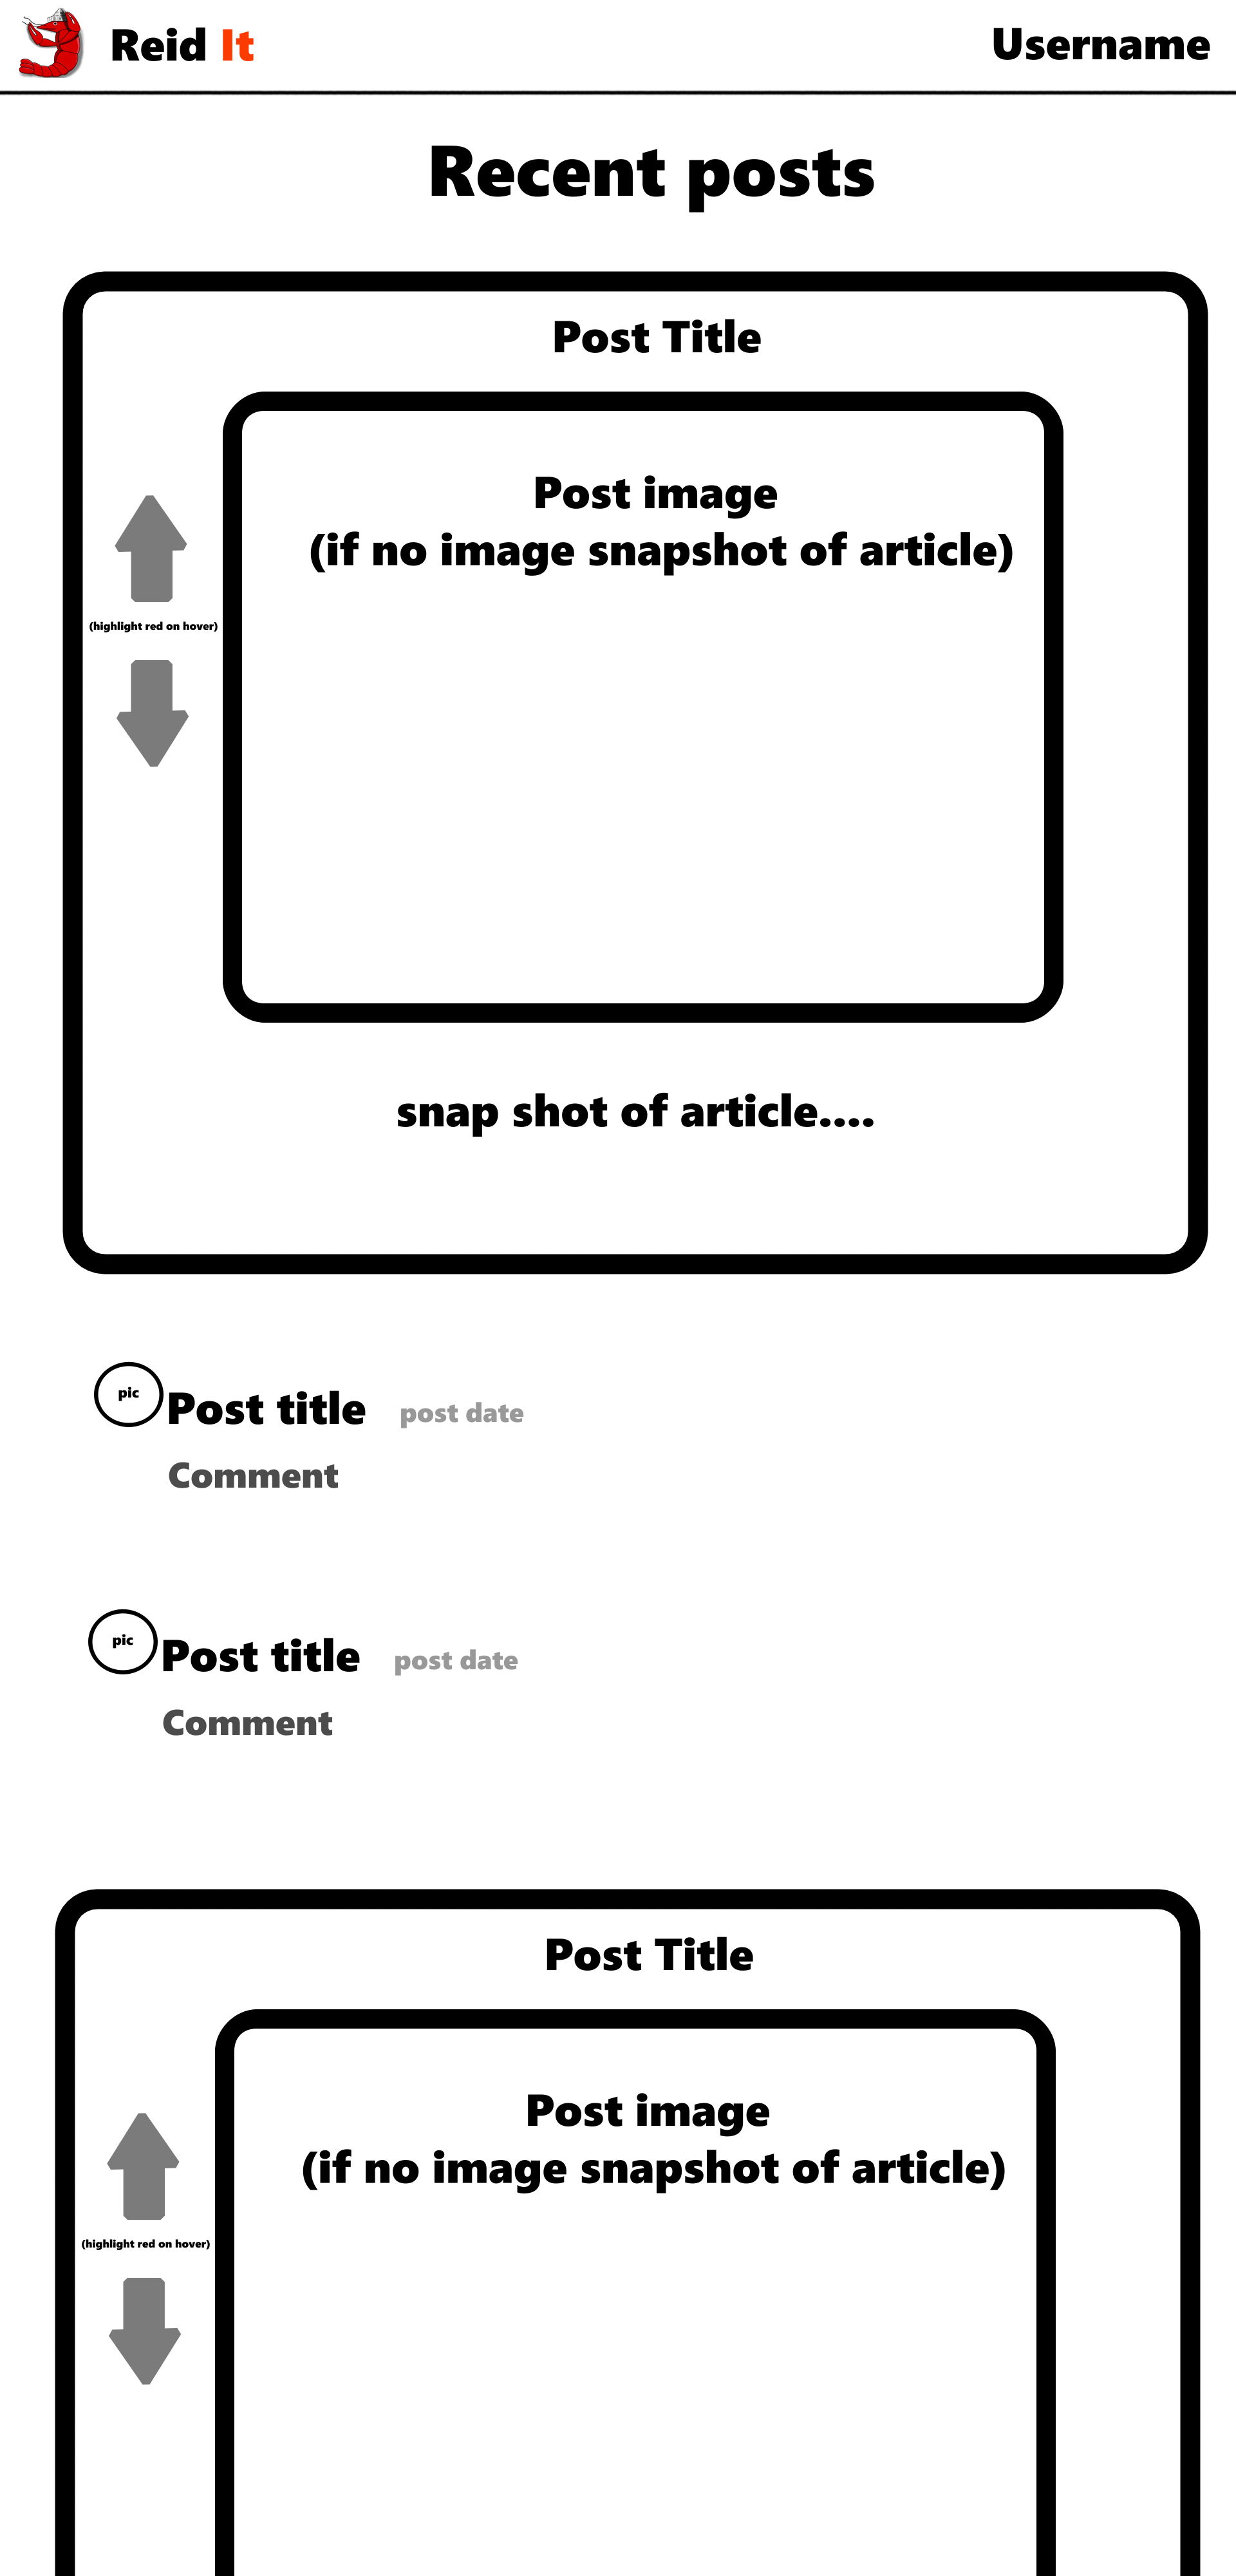 Reid It
Username
Recent posts
Post Title
Post image
(if no image snapshot of article)
(highlight red on hover)
snap shot of article....
pic
Post title
post date
Comment
pic
Post title
post date
Comment
Post Title
Post image
(if no image snapshot of article)
(highlight red on hover)